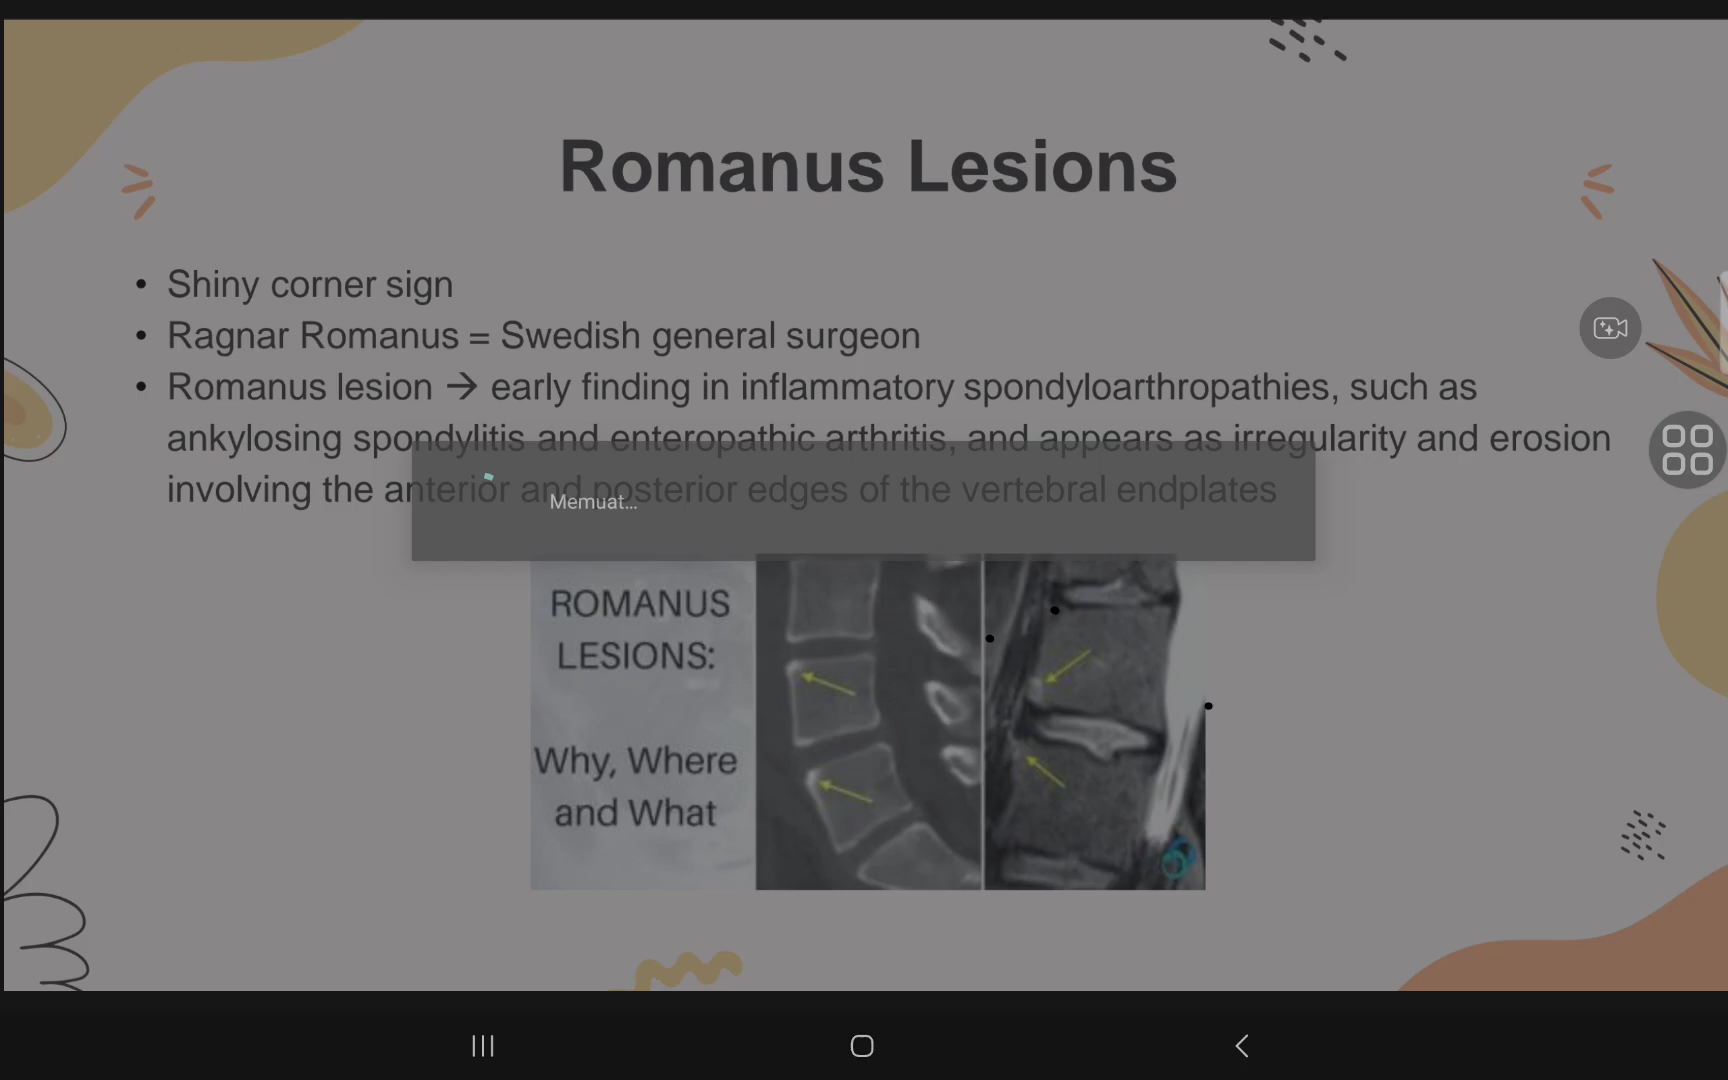 Romanus Lesions
• Shiny corner sign
• Ragnar Romanus = Swedish general surgeon
• Romanus lesion → early finding in inflammatory spondyloarthropathies, such as
ankylosing spondylitis and enteropathic arthritis, and appears as irregularity and erosion
involving the anterior and posterior edges of the vertebral endplates
Memuat...
ROMANUS
LESIONS:
Why, Where
and What